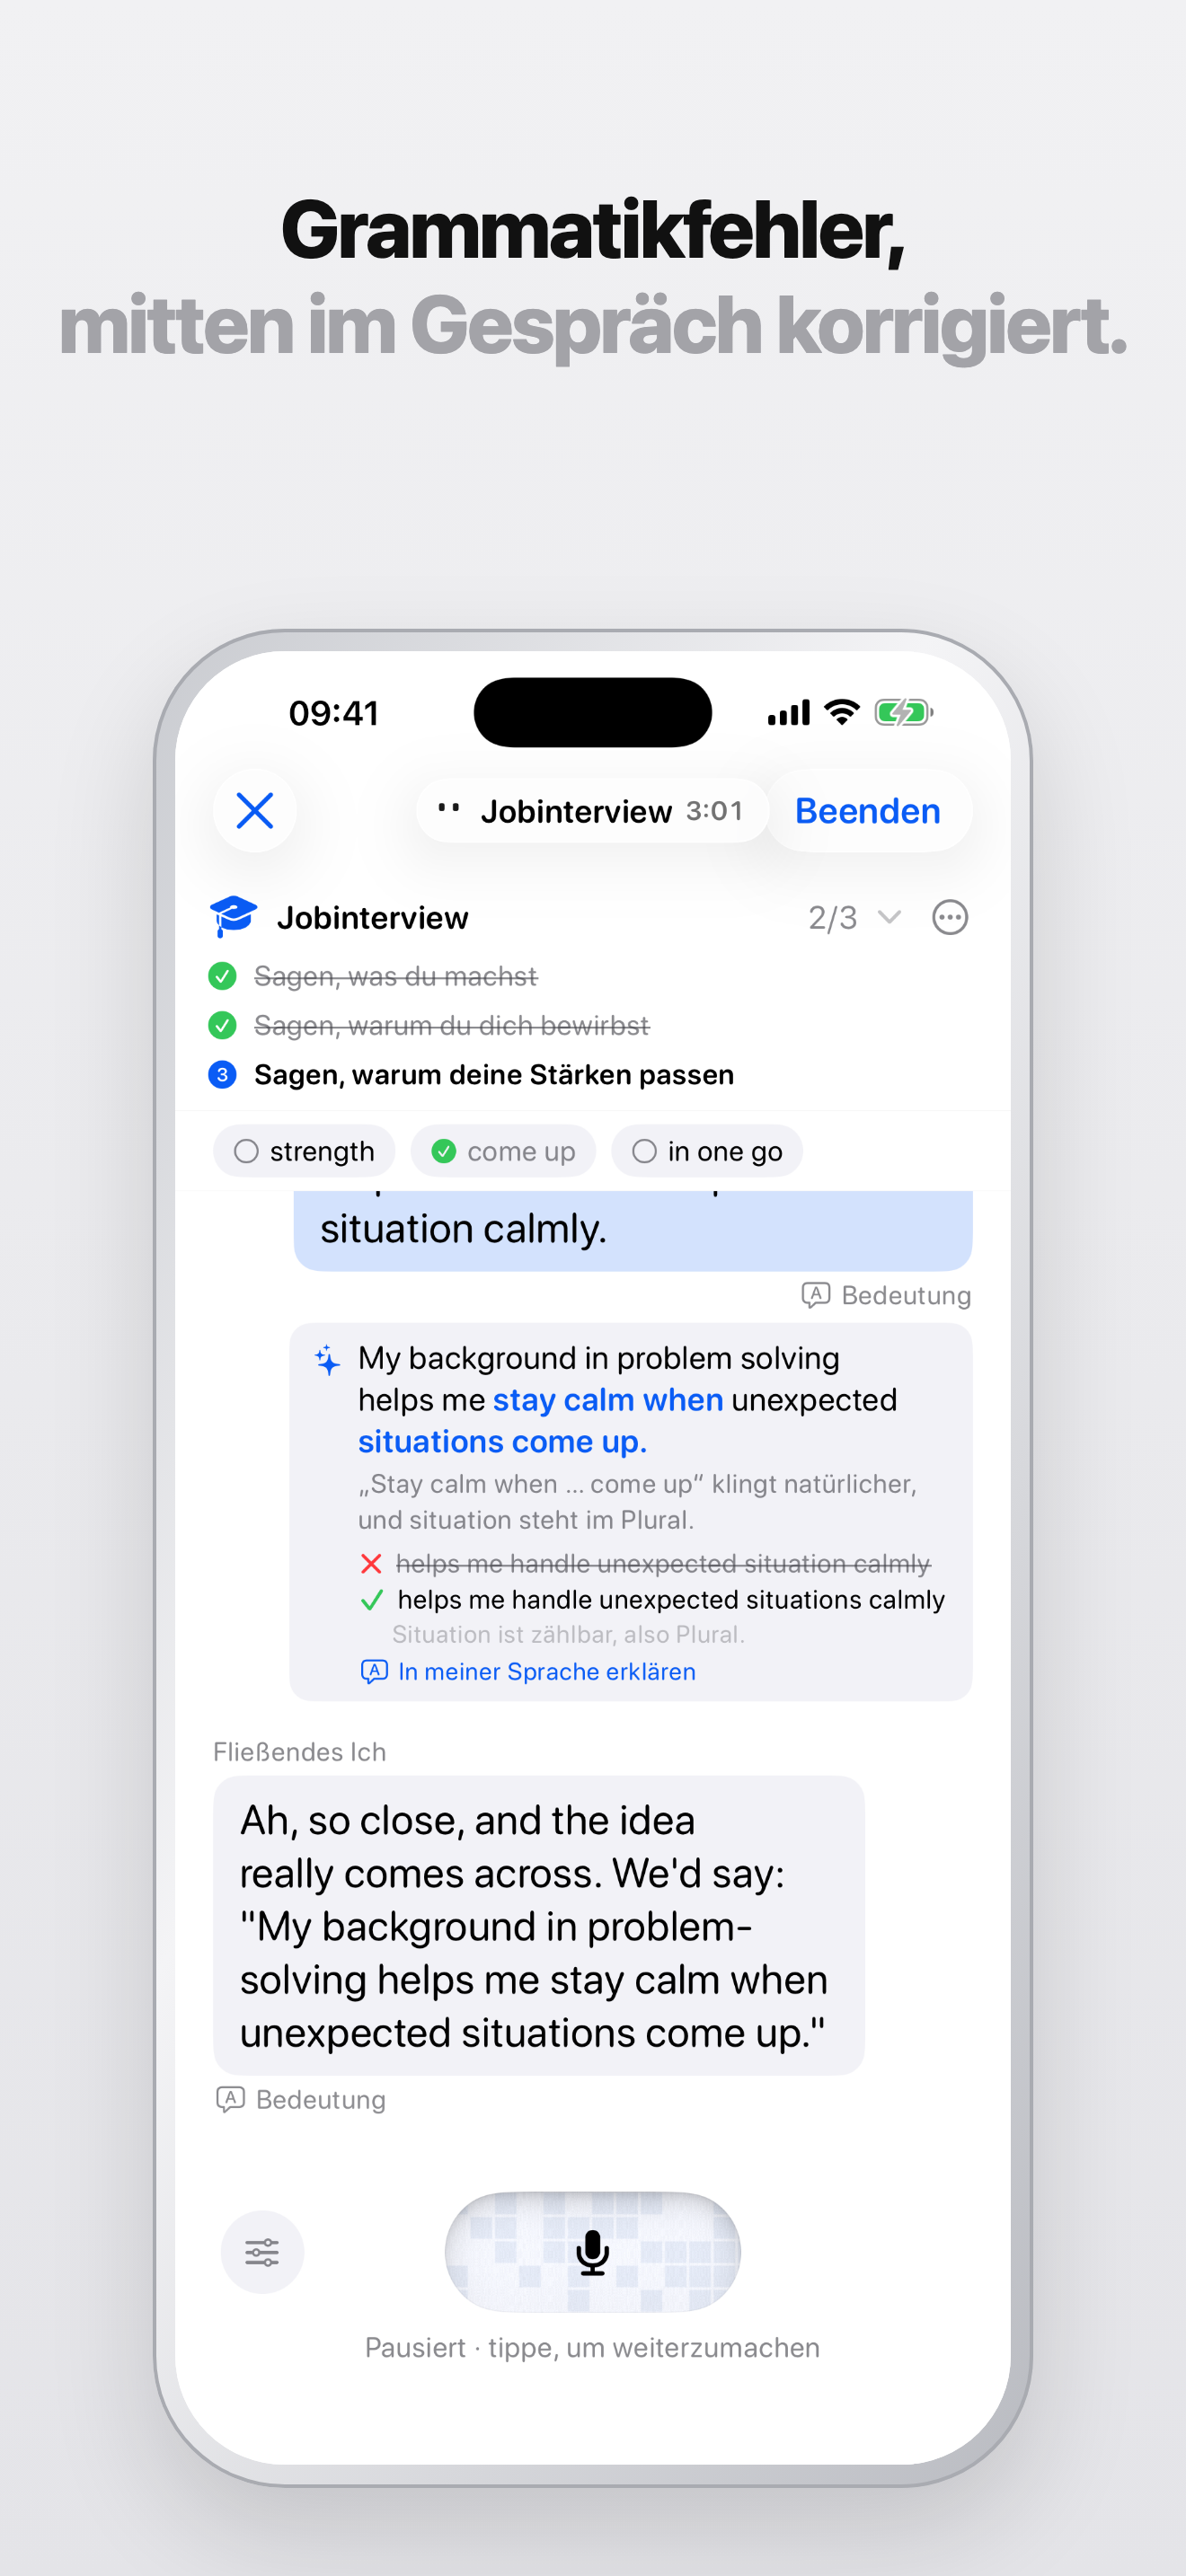 Grammatikfehler,
mitten im Gespräch korrigiert.
09:41
Jobinterview 3:01
Beenden
Jobinterview
2/3
Sagen, was du machst
Sagen, warum du dich bewirbst
3 Sagen, warum deine Stärken passen
strength
come up
in one go
situation calmly.
Bedeutung
My background in problem solving
helps me stay calm when unexpected
situations come up.
„Stay calm when ... come up“ klingt natürlicher,
und situation steht im Plural.
helps me handle unexpected situation calmly
helps me handle unexpected situations calmly
Situation ist zählbar, also Plural.
In meiner Sprache erklären
Fließendes Ich
Ah, so close, and the idea
really comes across. We'd say:
"My background in problem-
solving helps me stay calm when
unexpected situations come up."
Bedeutung
Pausiert · tippe, um weiterzumachen